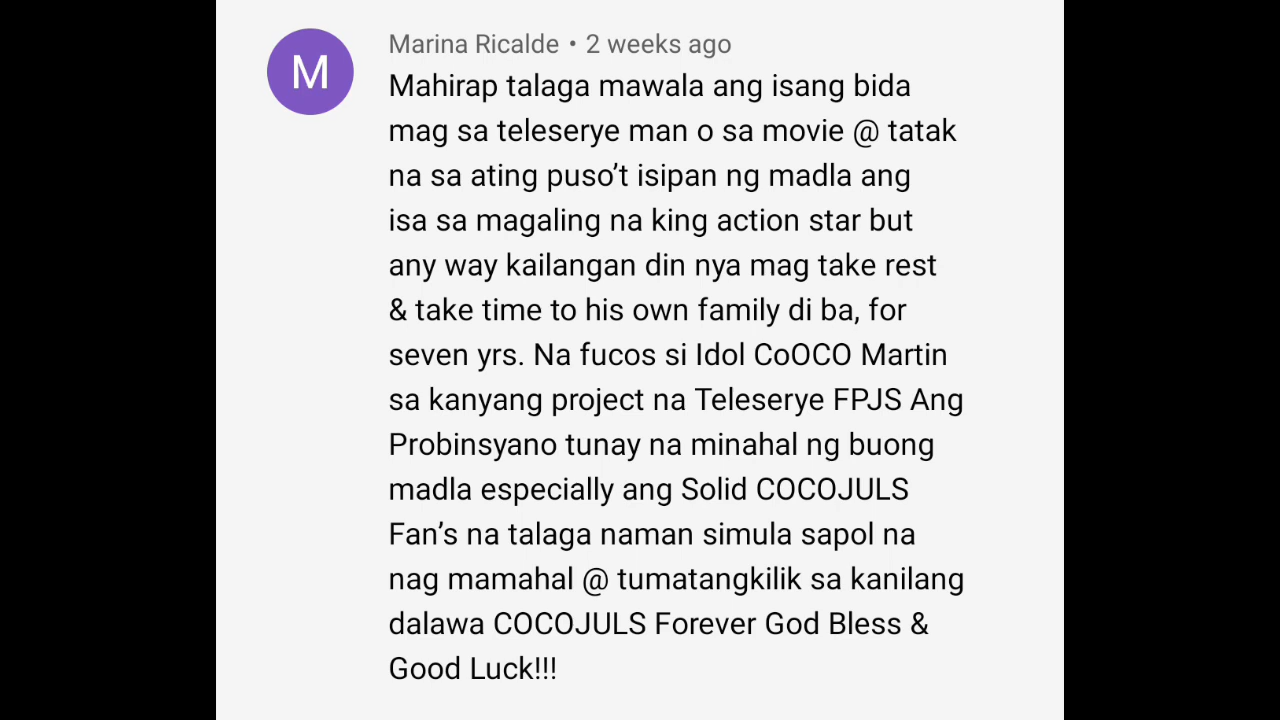 M
Marina Ricalde • 2 weeks ago
Mahirap talaga mawala ang isang bida
mag sa teleserye man o sa movie @ tatak
na sa ating puso’t isipan ng madla ang
isa sa magaling na king action star but
any way kailangan din nya mag take rest
& take time to his own family di ba, for
seven yrs. Na fucos si Idol CoOCO Martin
sa kanyang project na Teleserye FPJS Ang
Probinsyano tunay na minahal ng buong
madla especially ang Solid COCOJULS
Fan’s na talaga naman simula sapol na
nag mamahal @ tumatangkilik sa kanilang
dalawa COCOJULS Forever God Bless &
Good Luck!!!